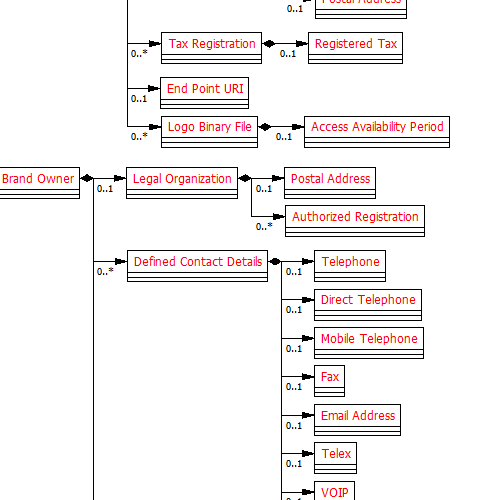 Postal Address
0..1
Tax Registration
Registered Tax
0..*
0..1
End Point URI
0..1
Logo Binary File
Access Availability Period
0..*
0..1
Brand Owner
Legal Organization
Postal Address
0..1
0..1
Authorized Registration
0..*
Defined Contact Details
Telephone
0..*
0..1
Direct Telephone
0..1
Mobile Telephone
0..1
Fax
0..1
Email Address
0..1
Telex
0..1
VOIP
0..1